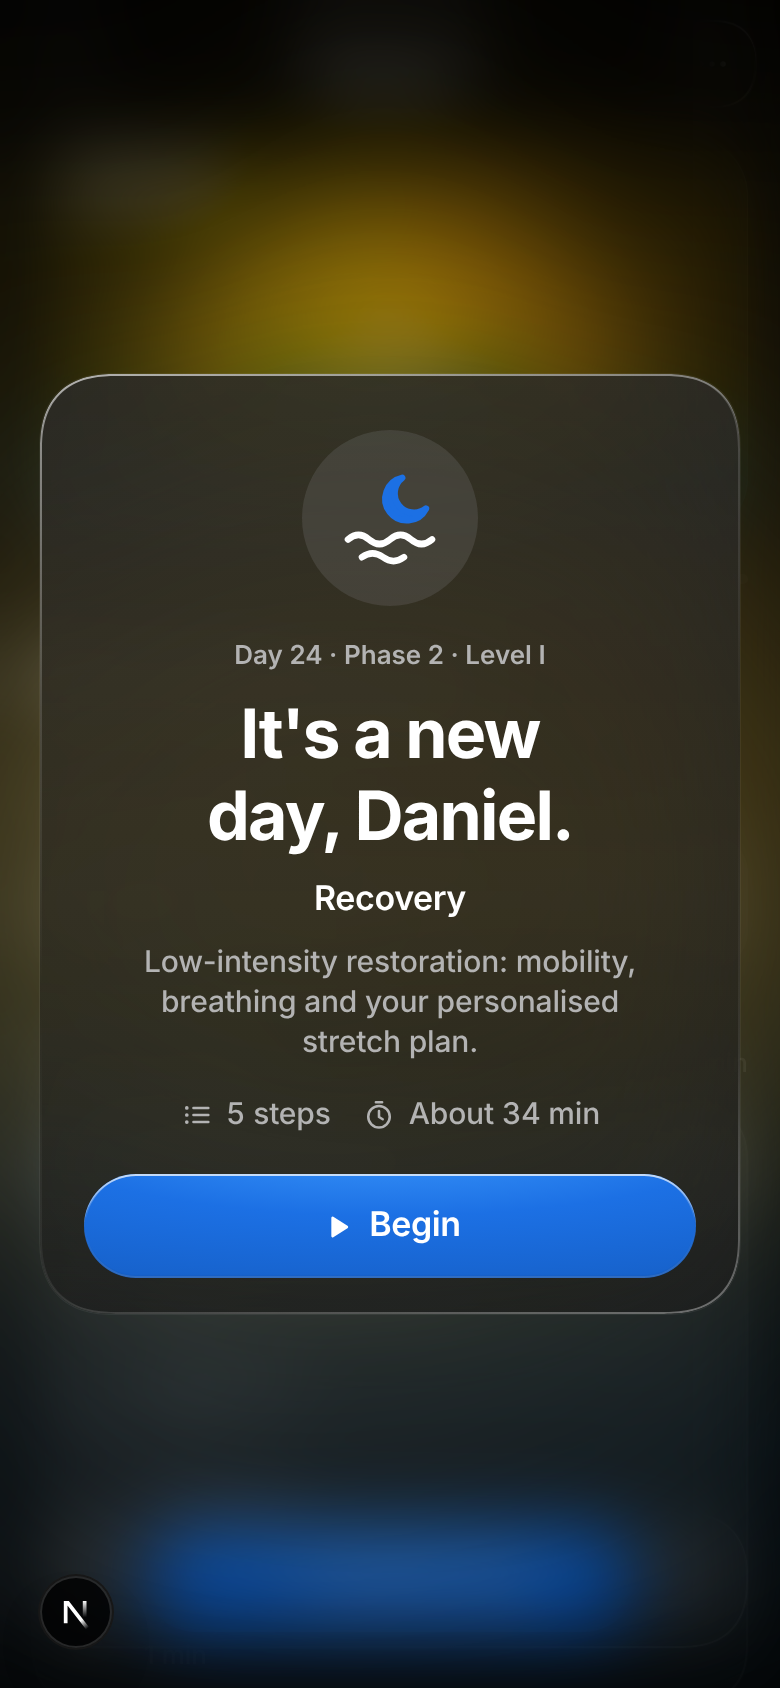 Day 24 · Phase 2 · Level I
It's a new
day, Daniel.
Recovery
Low-intensity restoration: mobility,
breathing and your personalised
stretch plan.
5 steps About 34 min
Begin
N